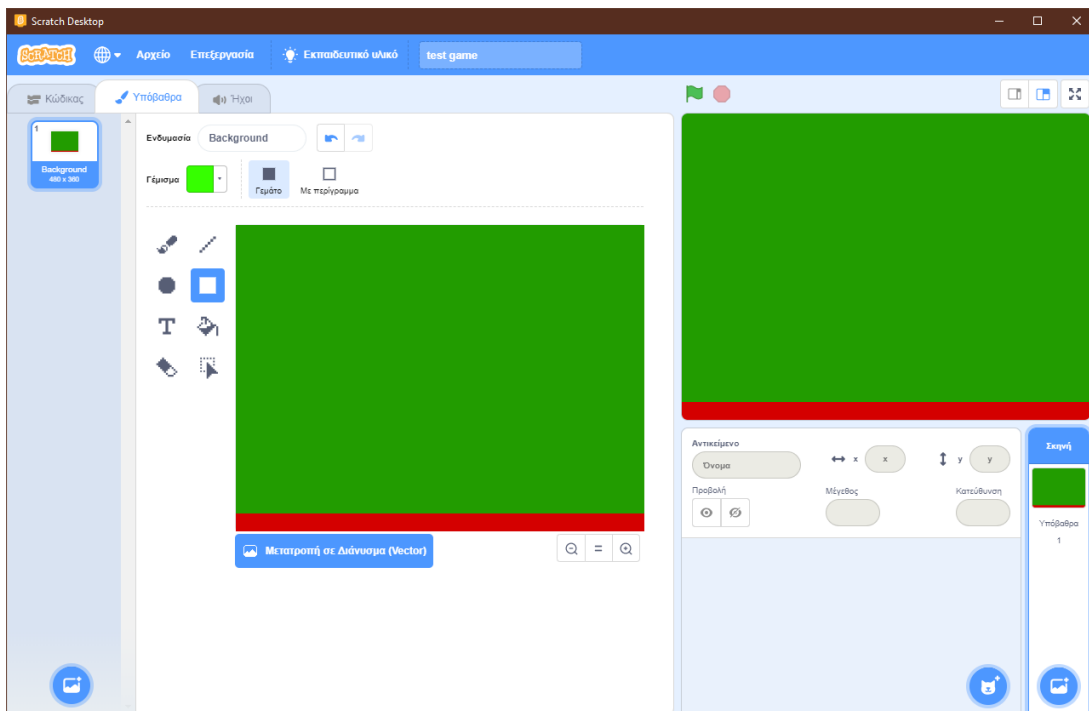 Scratch Desktop
SCRATCH Αρχείο Επεξεργασία Εκπαιδευτικό υλικό test game
Κώδικας Υπόβαθρα Ήχοι
1
Background
480 x 360
Ενδυμασία Background
Γέμισμα
Γεμάτο Με περίγραμμα
T
Μετατροπή σε Διάνυσμα (Vector)
=
Αντικείμενο
Όνομα
x x
y y
Προβολή
Μέγεθος
Κατεύθυνση
Σκηνή
Υπόβαθρα
1